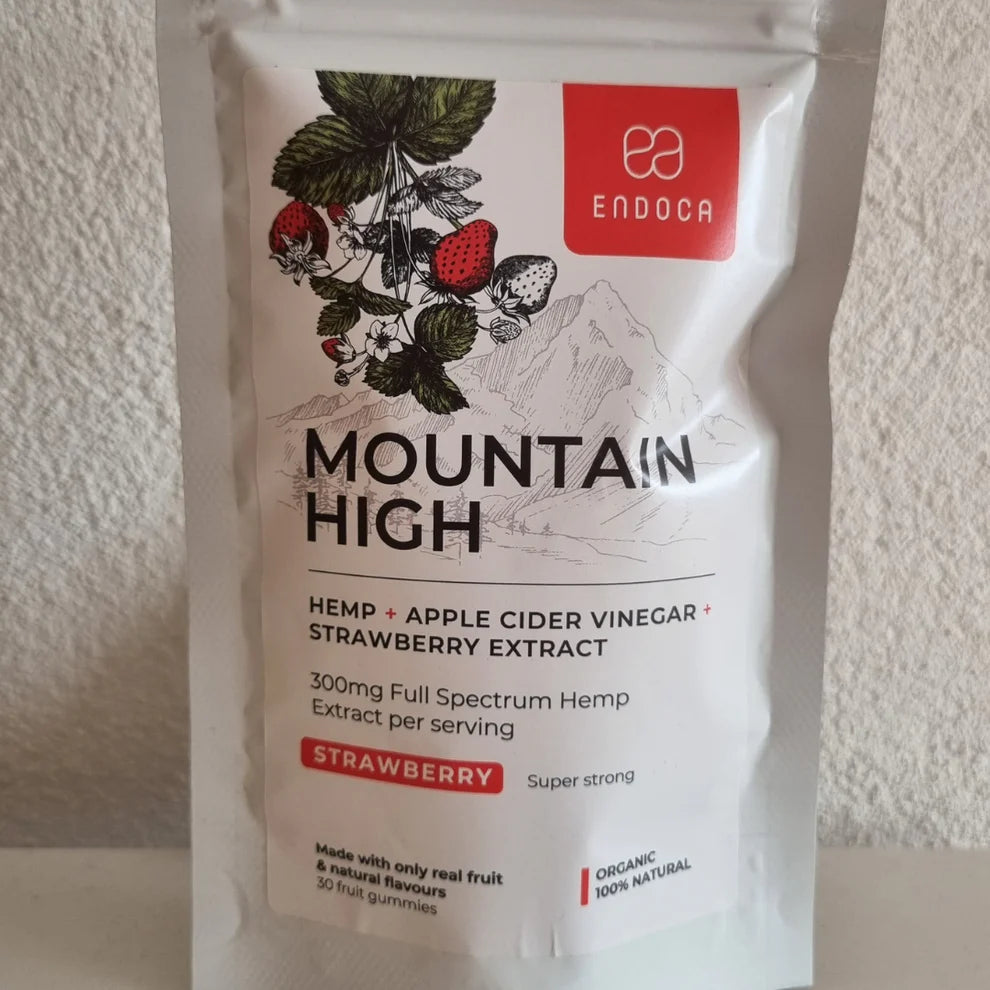 ENDOCA
MOUNTAIN
HIGH
HEMP + APPLE CIDER VINEGAR +
STRAWBERRY EXTRACT
300mg Full Spectrum Hemp
Extract per serving
STRAWBERRY
Super strong
Made with only real fruit
& natural flavours
30 fruit gummies
ORGANIC
100% NATURAL